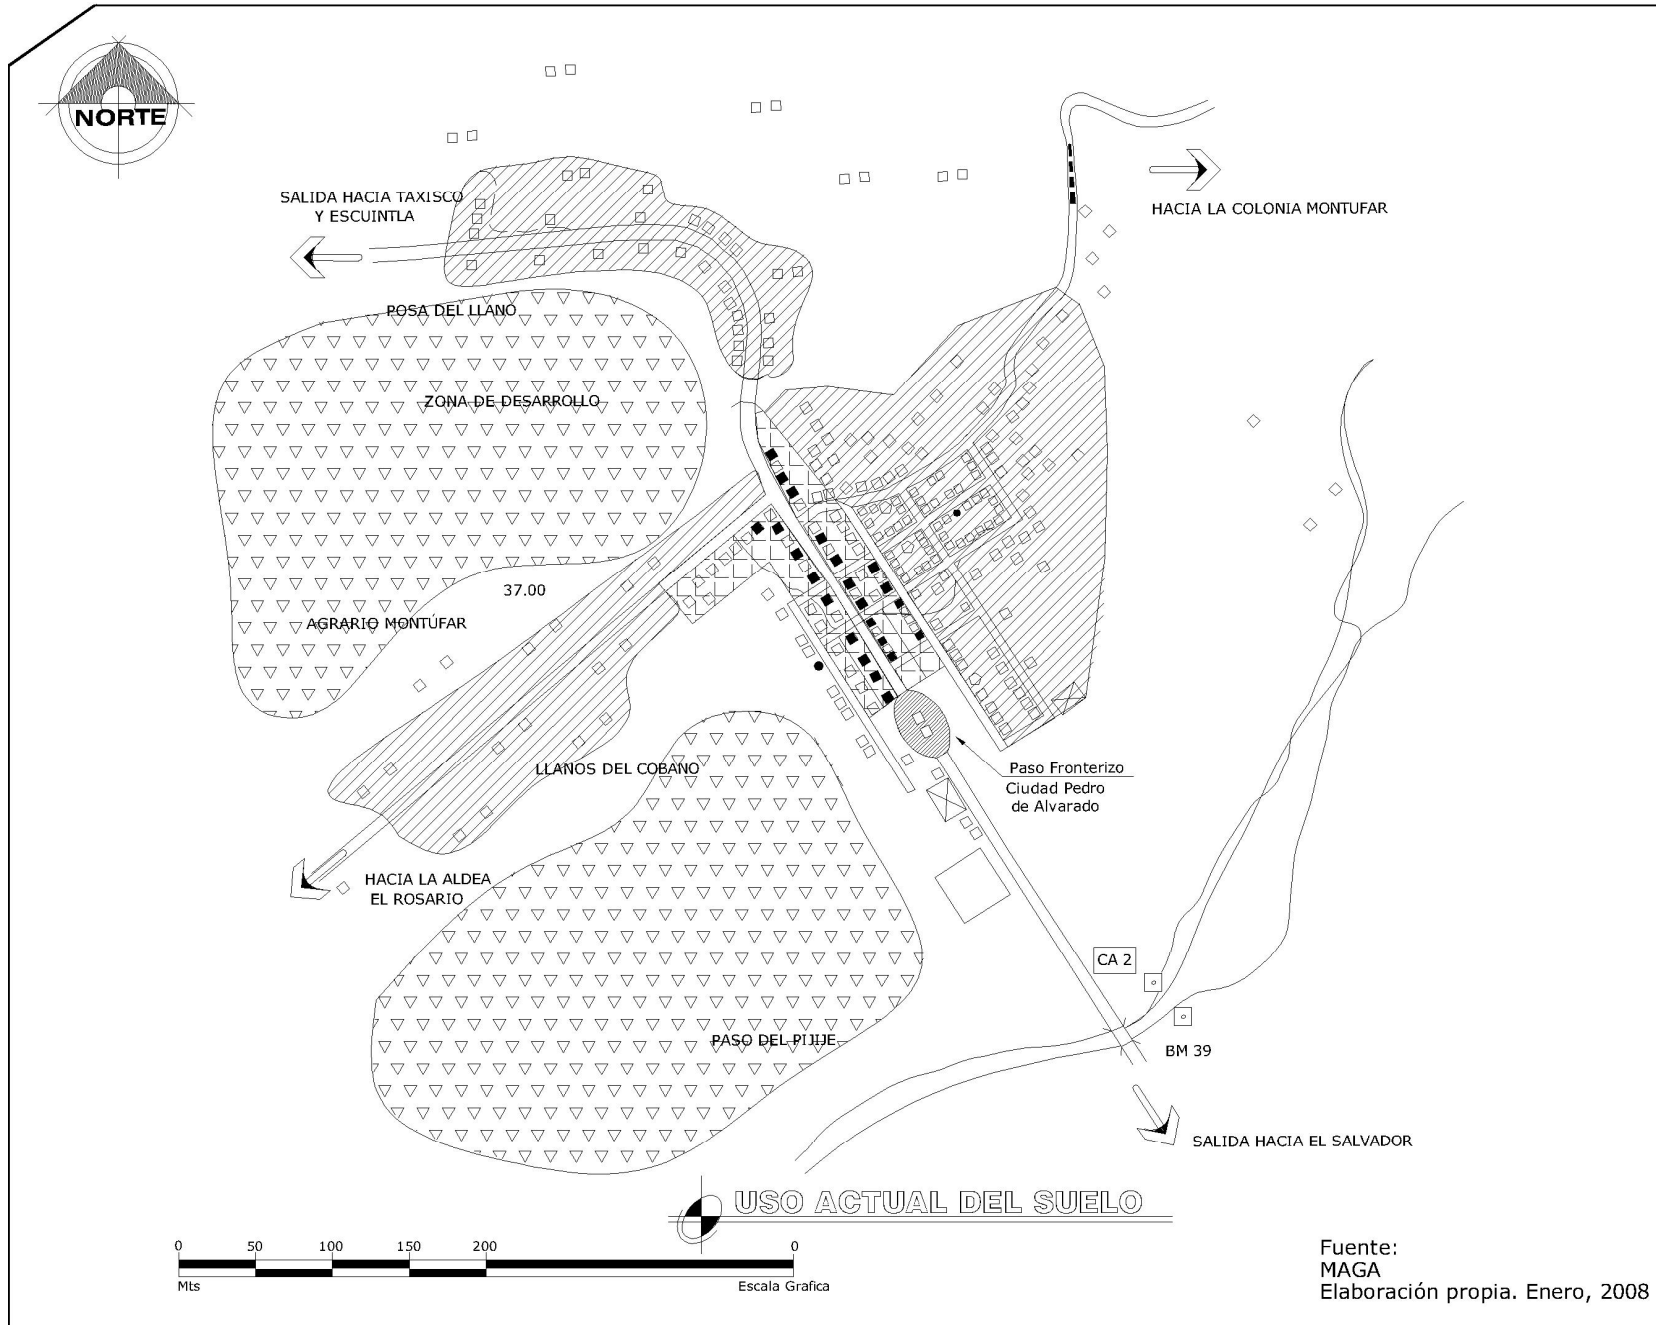 NORTE
SALIDA HACIA TAXISCO
Y ESCUINTLA
HACIA LA COLONIA MONTUFAR
POSA DEL LLANO
ZONA DE DESARROLLO
37.00
AGRARIO MONTÚFAR
LLANOS DEL COBANO
Paso Fronterizo
Ciudad Pedro
de Alvarado
HACIA LA ALDEA
EL ROSARIO
CA 2
PASO DEL PIJIJE
BM 39
SALIDA HACIA EL SALVADOR
USO ACTUAL DEL SUELO
0 50 100 150 200 0
Mts Escala Grafica
Fuente:
MAGA
Elaboración propia. Enero, 2008